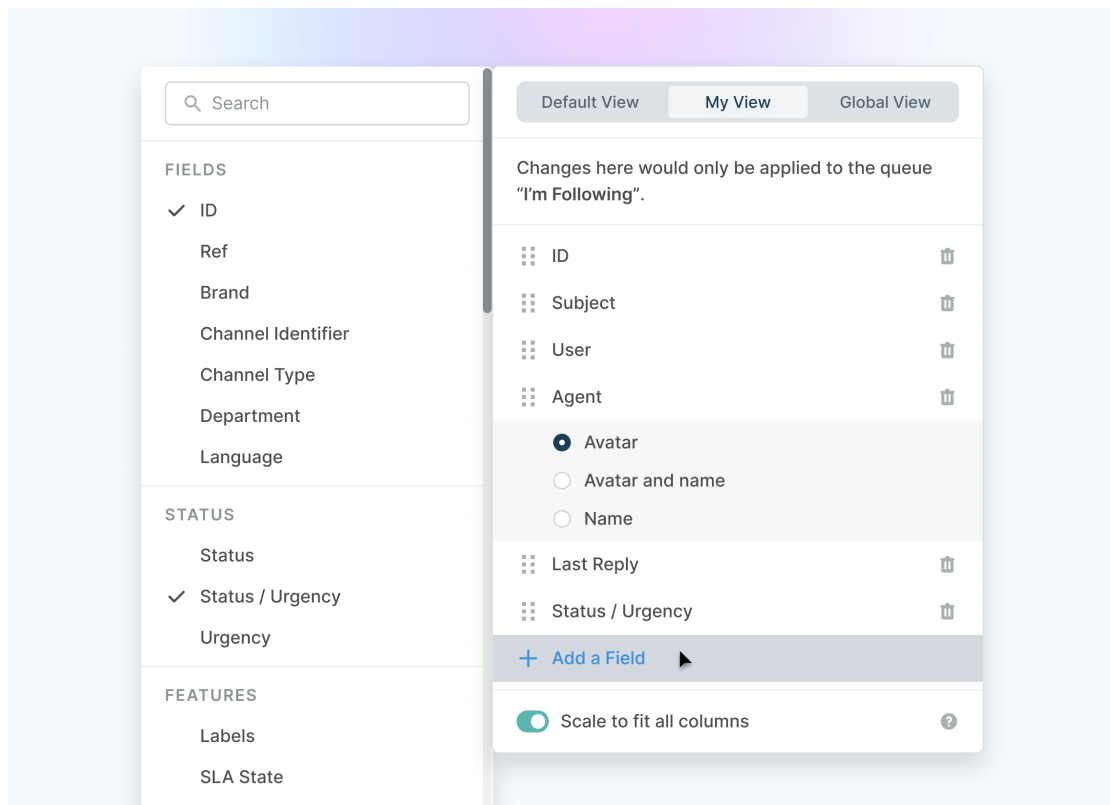 Search
FIELDS
ID
Ref
Brand
Channel Identifier
Channel Type
Department
Language
STATUS
Status
Status / Urgency
Urgency
FEATURES
Labels
SLA State
Default View
My View
Global View
Changes here would only be applied to the queue
“I’m Following”.
ID
Subject
User
Agent
Avatar
Avatar and name
Name
Last Reply
Status / Urgency
Add a Field
Scale to fit all columns
?